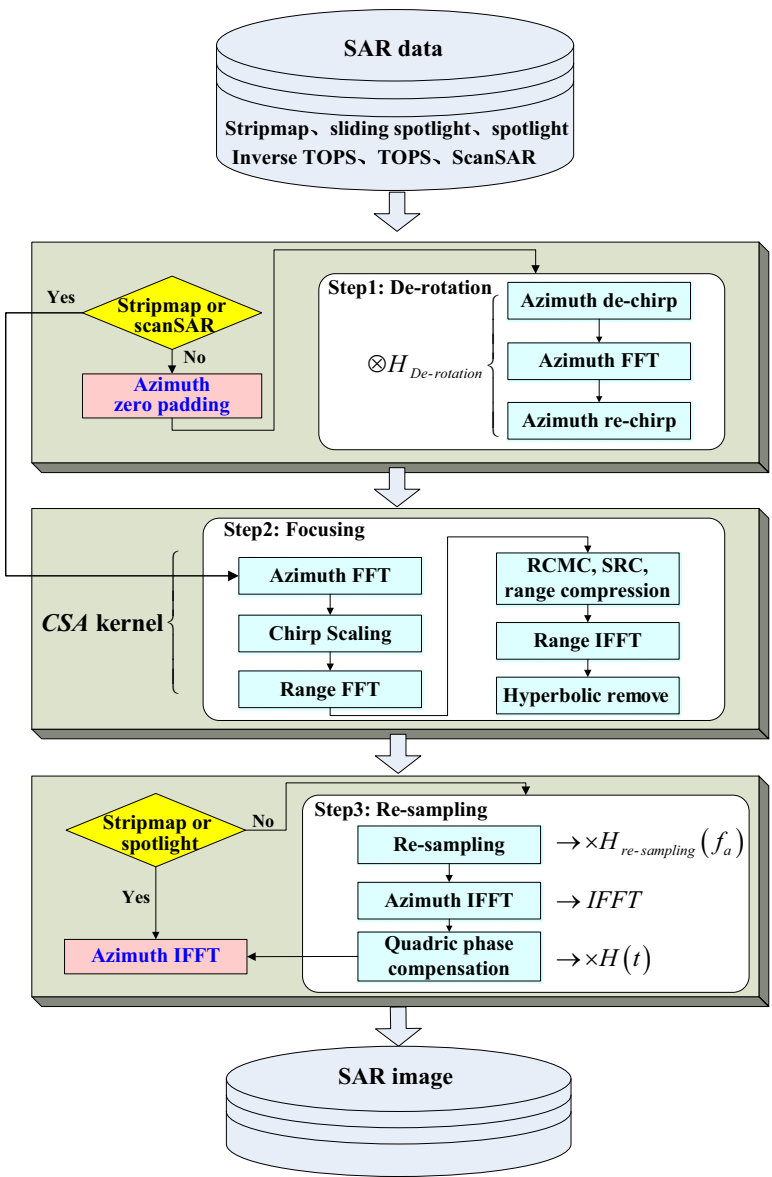 SAR data
Stripmap、sliding spotlight、spotlight
Inverse TOPS、TOPS、ScanSAR
Yes
Stripmap or
scanSAR
No
Azimuth
zero padding
Step1: De-rotation
⊗H De-rotation
Azimuth de-chirp
Azimuth FFT
Azimuth re-chirp
Step2: Focusing
CSA kernel
Azimuth FFT
Chirp Scaling
Range FFT
RCMC, SRC,
range compression
Range IFFT
Hyperbolic remove
Stripmap or
spotlight
No
Yes
Azimuth IFFT
Step3: Re-sampling
Re-sampling
→×H re-sampling (f a)
Azimuth IFFT
→IFFT
Quadric phase
compensation
→×H(t)
SAR image